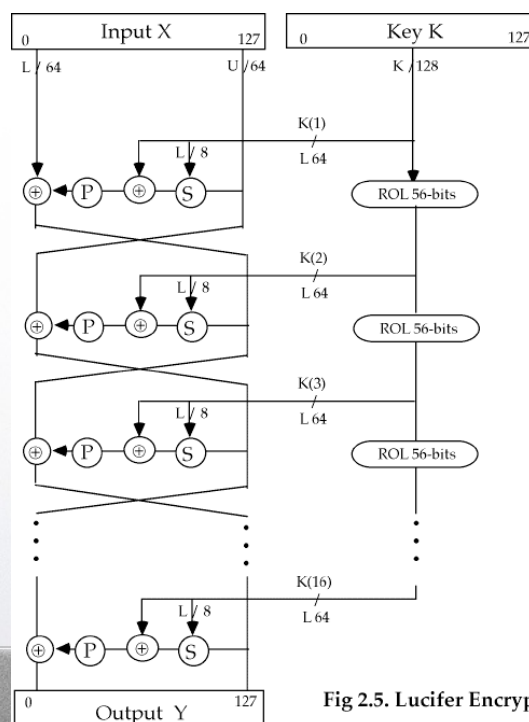 Input X
0
127
Key K
0
127
L / 64
U / 64
K / 128
K(1)
L / 8
L 64
⊕ P ⊕ S
ROL 56-bits
K(2)
L / 8
L 64
⊕ P ⊕ S
ROL 56-bits
K(3)
L / 8
L 64
⊕ P ⊕ S
ROL 56-bits
K(16)
L / 8
L 64
⊕ P ⊕ S
0
127
Output Y
Fig 2.5. Lucifer Encryp